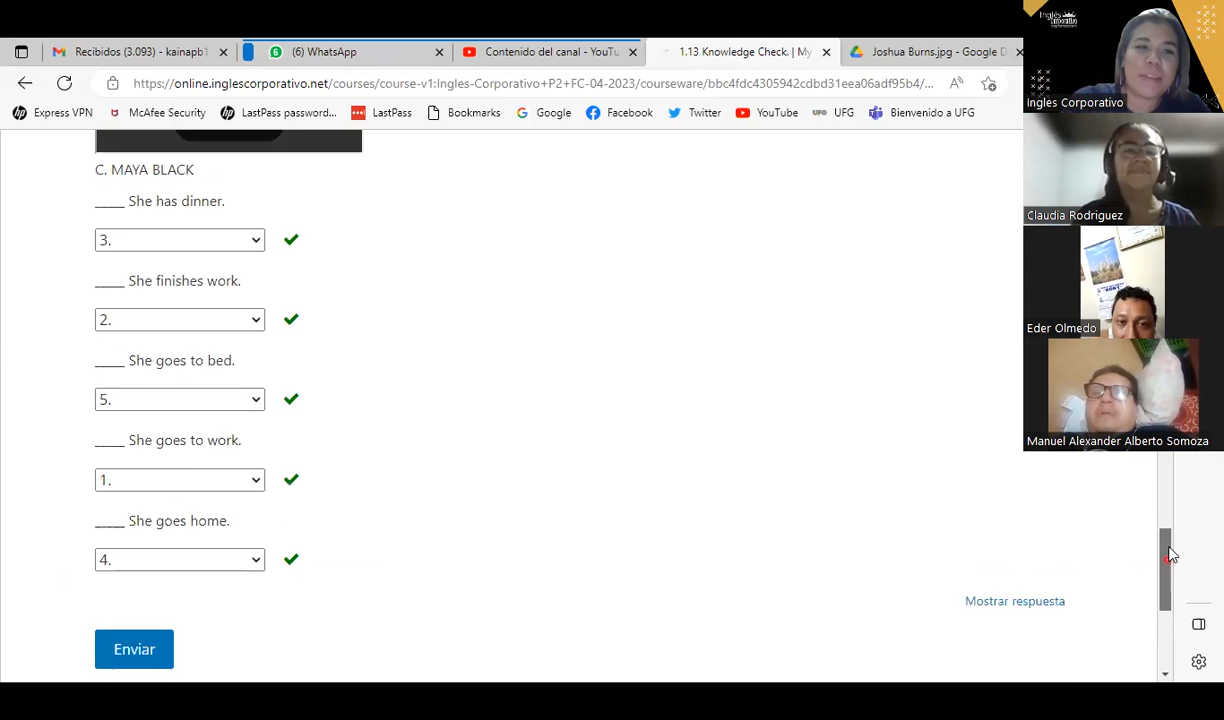 Recibidos (3.093) - kainapb1
(6) WhatsApp
Contenido del canal - YouTu
1.13 Knowledge Check. | My
Joshua Burns.jpg - Google D
https://online.inglescorporativo.net/courses/course-v1:Ingles-Corporativo+P2+FC-04-2023/courseware/bbc4fdc4305942cdbd31eea06adf95b4/...
Express VPN
McAfee Security
LastPass password...
LastPass
Bookmarks
Google
Facebook
Twitter
YouTube
UFG
Bienvenido a UFG
C. MAYA BLACK
_____ She has dinner.
3.
_____ She finishes work.
2.
_____ She goes to bed.
5.
_____ She goes to work.
1.
_____ She goes home.
4.
Mostrar respuesta
Enviar
Inglés
Corporativo
Ingles Corporativo
Claudia Rodriguez
Eder Olmedo
Manuel Alexander Alberto Somoza